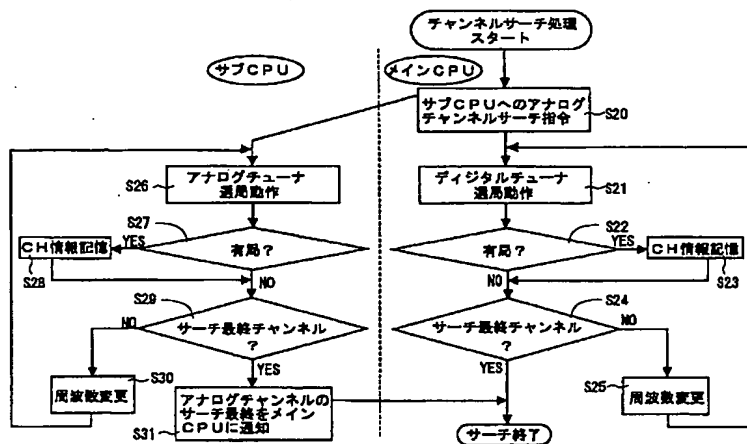 チャンネルサーチ処理
スタート
サブCPU
メインCPU
サブCPUへのアナログ
チャンネルサーチ指令
S20
S26
アナログチューナ
選局動作
ディジタルチューナ
選局動作
S21
S27
有局?
YES
CH情報記憶
S28
NO
S22
有局?
YES
CH情報記憶
S23
NO
S29
サーチ最終チャンネル
?
NO
YES
S24
サーチ最終チャンネル
?
NO
YES
S30
周波数変更
アナログチャンネルの
サーチ最終をメイン
CPUに通知
S31
S25
周波数変更
サーチ終了